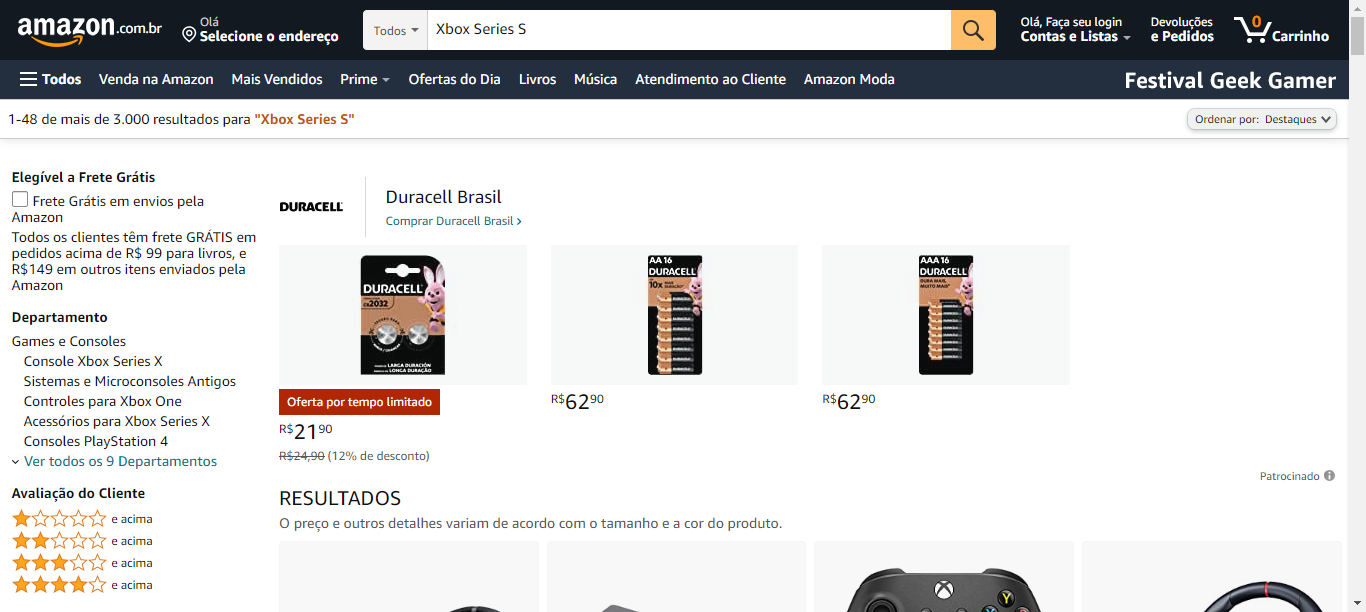 amazon.com.br
Olá
Selecione o endereço
Todos
Xbox Series S
Olá, Faça seu login
Contas e Listas
Devoluções
e Pedidos
0
Carrinho
Todos
Venda na Amazon
Mais Vendidos
Prime
Ofertas do Dia
Livros
Música
Atendimento ao Cliente
Amazon Moda
Festival Geek Gamer
1-48 de mais de 3.000 resultados para "Xbox Series S"
Ordenar por: Destaques
Elegível a Frete Grátis
Frete Grátis em envios pela
Amazon
Todos os clientes têm frete GRÁTIS em
pedidos acima de R$ 99 para livros, e
R$149 em outros itens enviados pela
Amazon
Departamento
Games e Consoles
Console Xbox Series X
Sistemas e Microconsoles Antigos
Controles para Xbox One
Acessórios para Xbox Series X
Consoles PlayStation 4
Ver todos os 9 Departamentos
Avaliação do Cliente
e acima
e acima
e acima
e acima
DURACELL
Duracell Brasil
Comprar Duracell Brasil
DURACELL
2032
LARGA DURACIÓN
LONGA DURAÇÃO
Oferta por tempo limitado
R$2190
R$24,90 (12% de desconto)
AA 16
DURACELL
10x
R$6290
AAA 16
DURACELL
DURA MAIS,
MUITO MAIS*
R$6290
Patrocinado
RESULTADOS
O preço e outros detalhes variam de acordo com o tamanho e a cor do produto.
Y